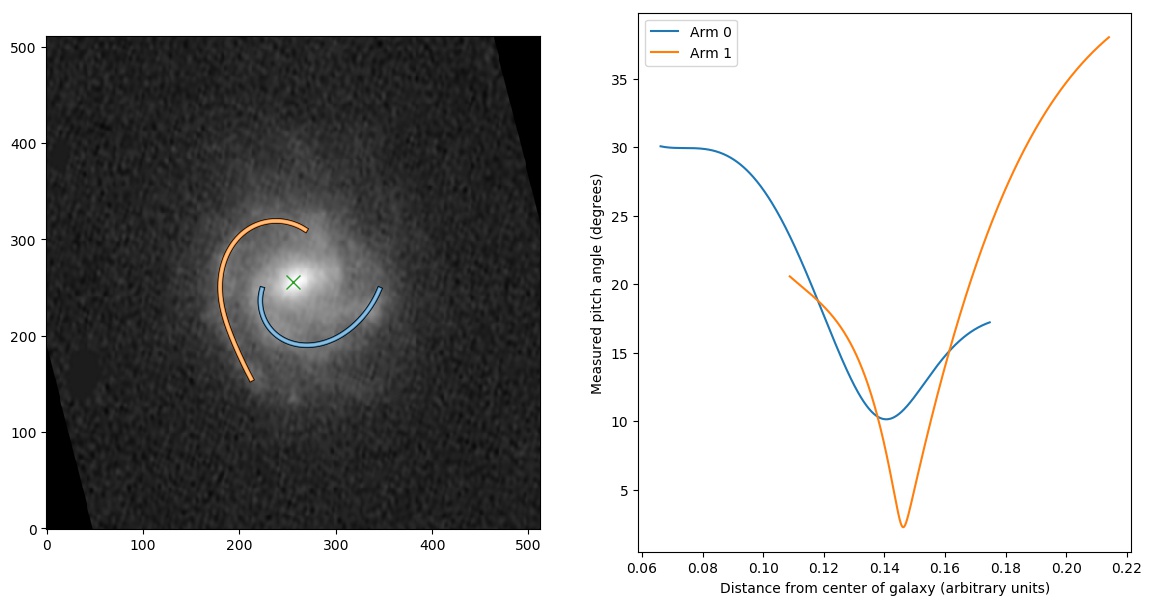 500
400
300
200
100
0
0 100 200 300 400 500
Arm 0
Arm 1
Measured pitch angle (degrees)
35
30
25
20
15
10
5
0.06 0.08 0.10 0.12 0.14 0.16 0.18 0.20 0.22
Distance from center of galaxy (arbitrary units)